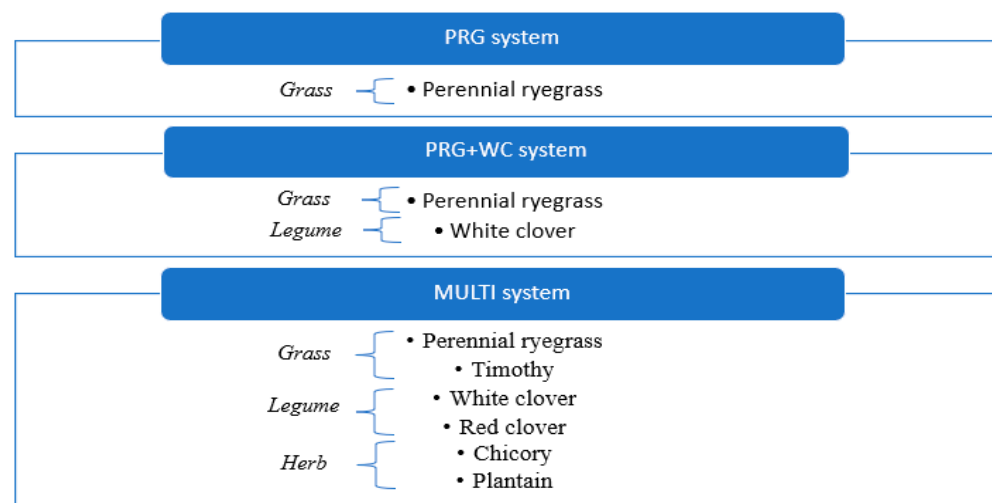 PRG system
Grass • Perennial ryegrass
PRG+WC system
Grass • Perennial ryegrass
Legume • White clover
MULTI system
Grass • Perennial ryegrass
• Timothy
Legume • White clover
• Red clover
Herb • Chicory
• Plantain